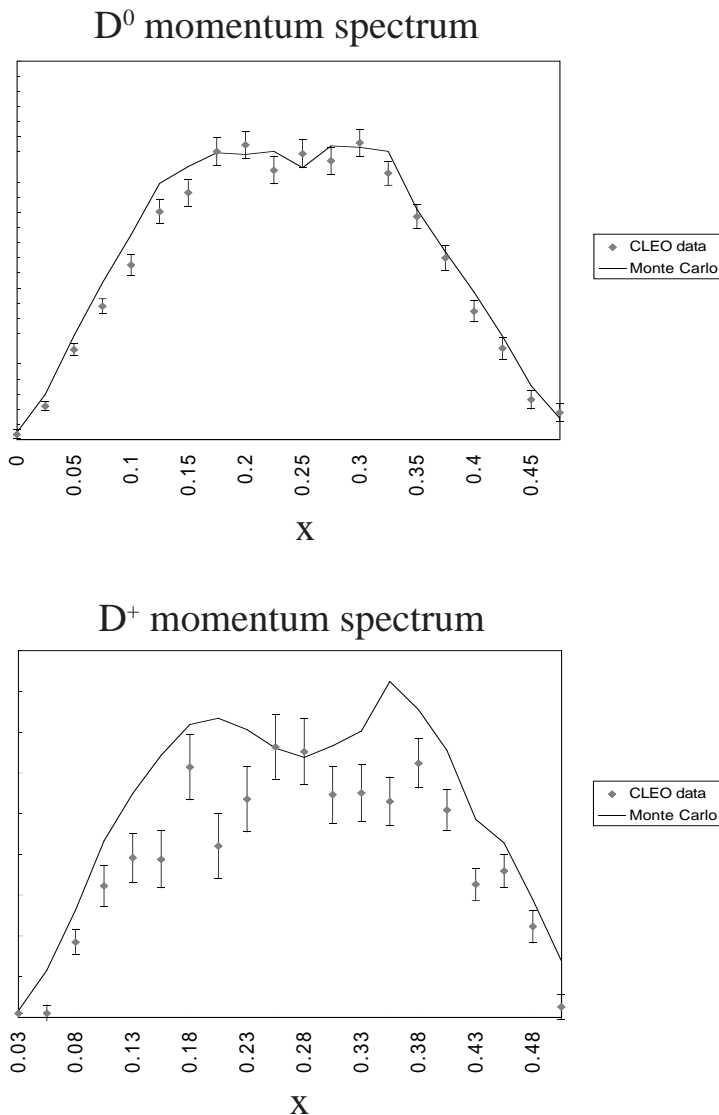 D⁰ momentum spectrum
CLEO data
Monte Carlo
0 0.05 0.1 0.15 0.2 0.25 0.3 0.35 0.4 0.45
x
D⁺ momentum spectrum
CLEO data
Monte Carlo
0.03 0.08 0.13 0.18 0.23 0.28 0.33 0.38 0.43 0.48
x